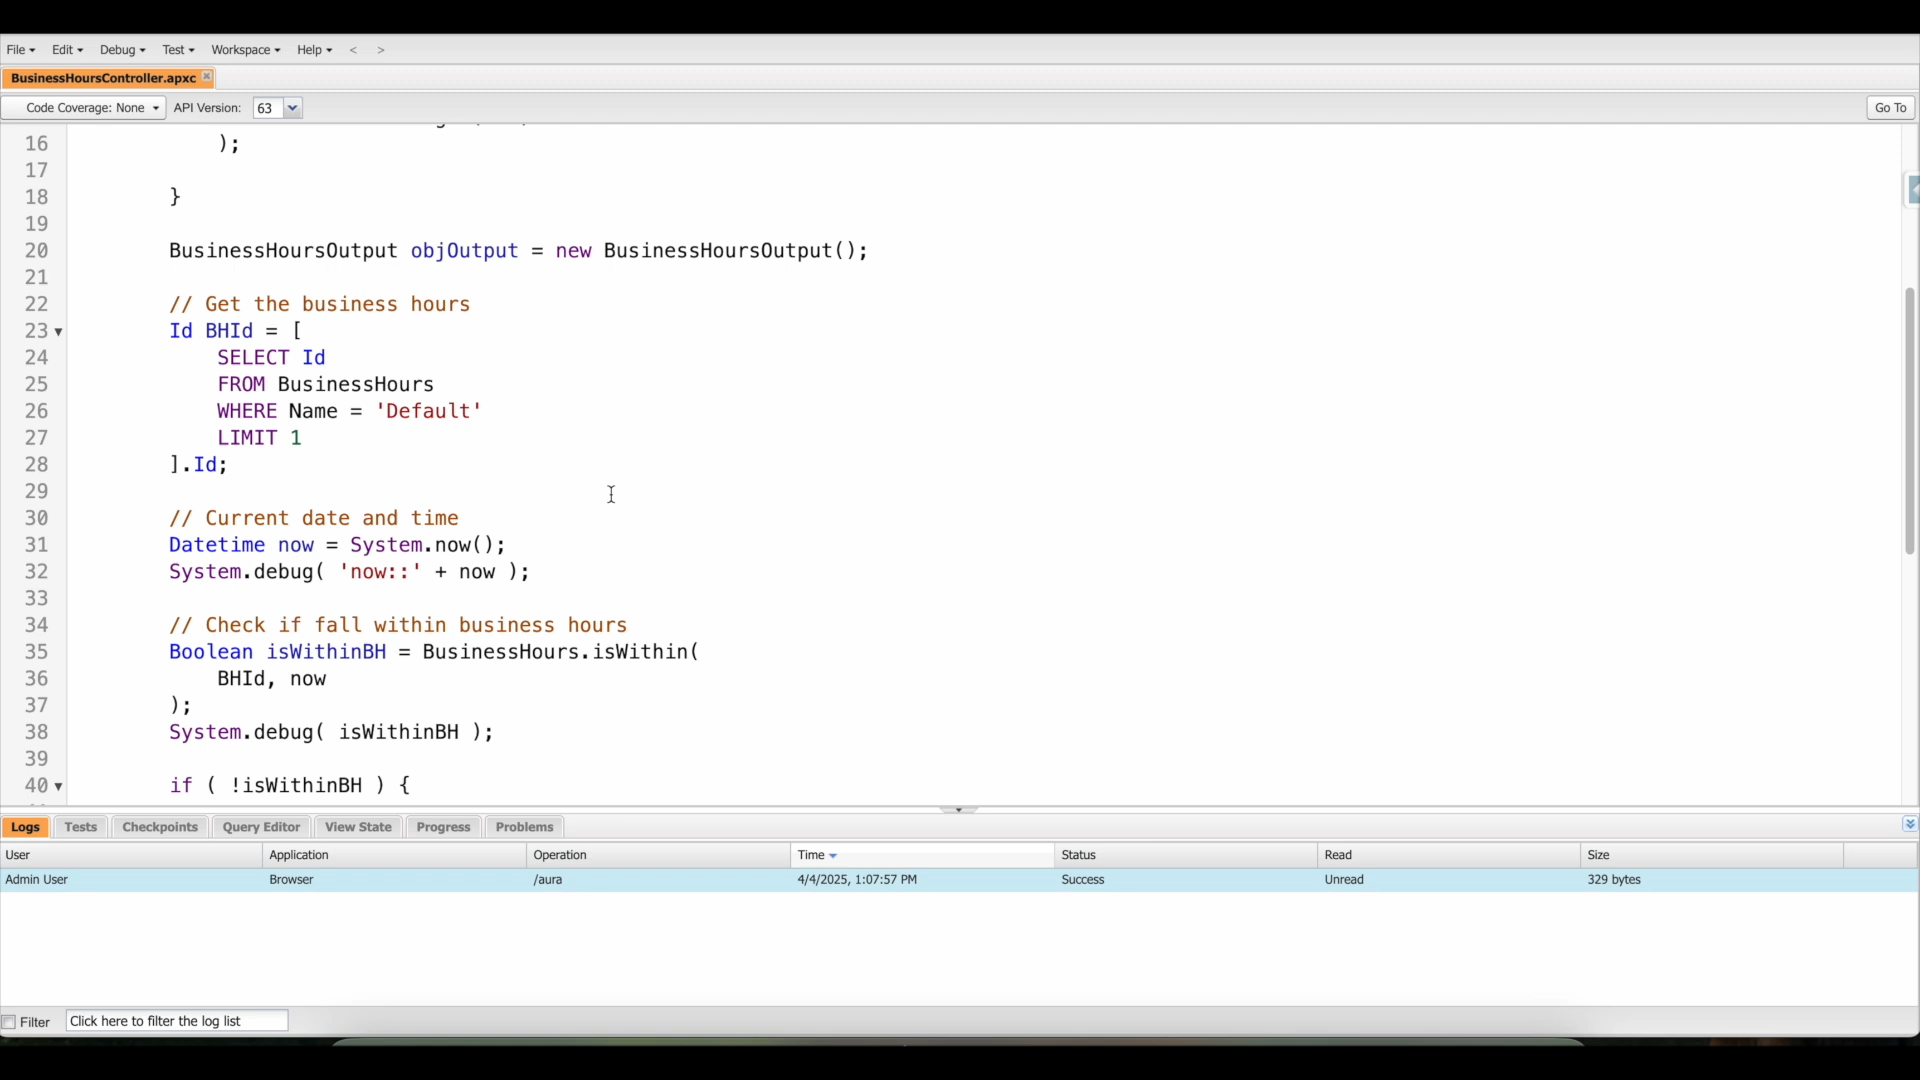 File Edit Debug Test Workspace Help < >
BusinessHoursController.apxc
Code Coverage: None API Version: 63 Go To
16 );
17
18 }
19
20 BusinessHoursOutput objOutput = new BusinessHoursOutput();
21
22 // Get the business hours
23 Id BHId = [
24 SELECT Id
25 FROM BusinessHours
26 WHERE Name = 'Default'
27 LIMIT 1
28 ].Id;
29
30 // Current date and time
31 Datetime now = System.now();
32 System.debug( 'now::' + now );
33
34 // Check if fall within business hours
35 Boolean isWithinBH = BusinessHours.isWithin(
36 BHId, now
37 );
38 System.debug( isWithinBH );
39
40 if ( !isWithinBH ) {
Logs Tests Checkpoints Query Editor View State Progress Problems
User Application Operation Time Status Read Size
Admin User Browser /aura 4/4/2025, 1:07:57 PM Success Unread 329 bytes
Filter Click here to filter the log list